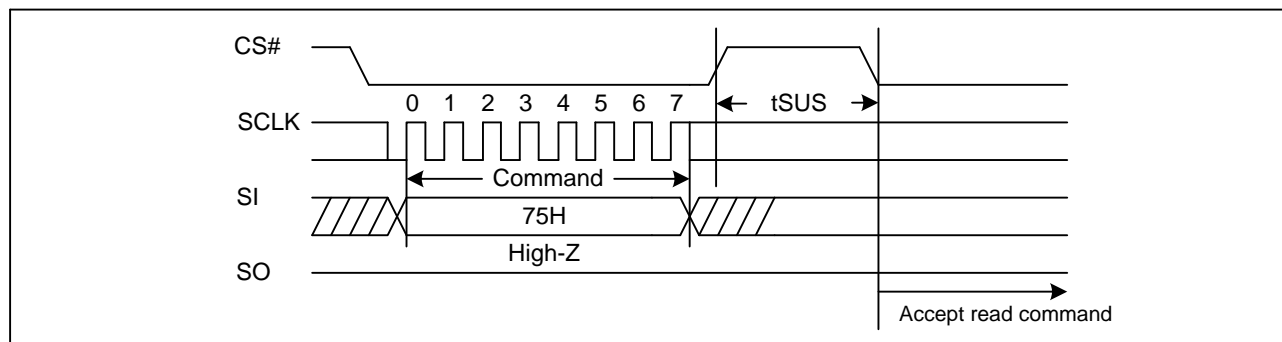 CS#
tSUS
0 1 2 3 4 5 6 7
SCLK
Command
SI
75H
High-Z
SO
Accept read command